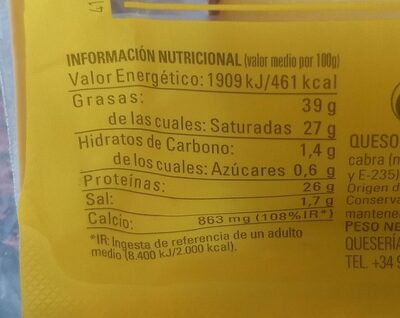 INFORMACIÓN NUTRICIONAL (valor medio por 100g)
Valor Energético: 1909 kJ/461 kcal
Grasas: 39 g
de las cuales: Saturadas 27 g
Hidratos de Carbono: 1,4 g
de los cuales: Azúcares 0,6 g
Proteínas: 26 g
Sal: 1,7 g
Calcio: 863 mg (108%IR*)
*IR: Ingesta de referencia de un adulto
medio (8.400 kJ/2.000 kcal).
QUESO
cabra (
y E-235)
Origen d
Conserva
mantene
PESO NE
QUESERÍA
TEL. +34 9
41